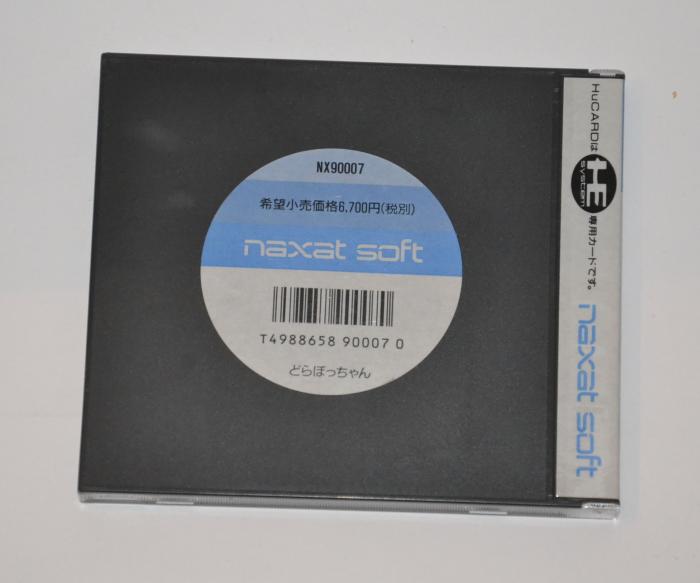 NX90007
希望小売価格6,700円(税別)
naxat soft
T4988658 90007 0
どらぼっちゃん
HuCARDは HE system 専用カードです。
naxat soft